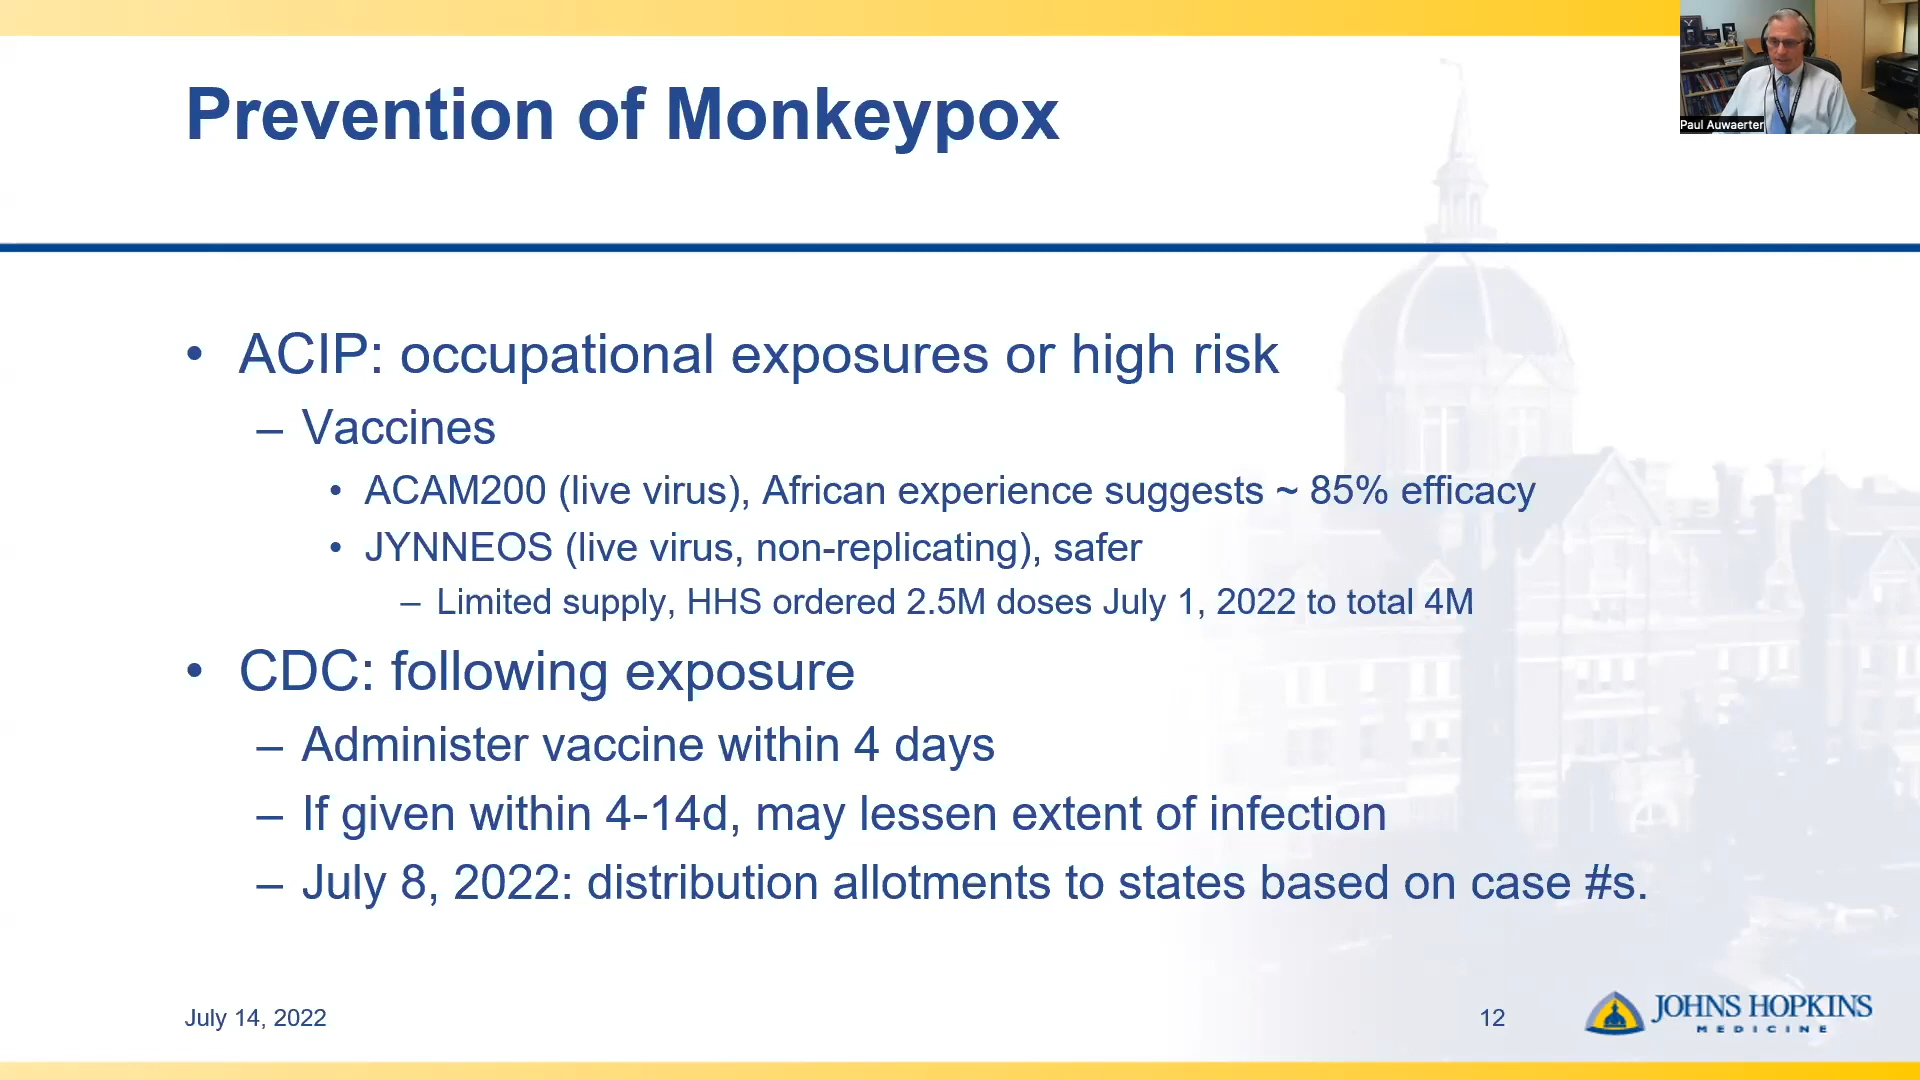 Prevention of Monkeypox
Paul Auwaerter
• ACIP: occupational exposures or high risk
– Vaccines
• ACAM200 (live virus), African experience suggests ~ 85% efficacy
• JYNNEOS (live virus, non-replicating), safer
– Limited supply, HHS ordered 2.5M doses July 1, 2022 to total 4M
• CDC: following exposure
– Administer vaccine within 4 days
– If given within 4-14d, may lessen extent of infection
– July 8, 2022: distribution allotments to states based on case #s.
July 14, 2022
12
JOHNS HOPKINS
MEDICINE